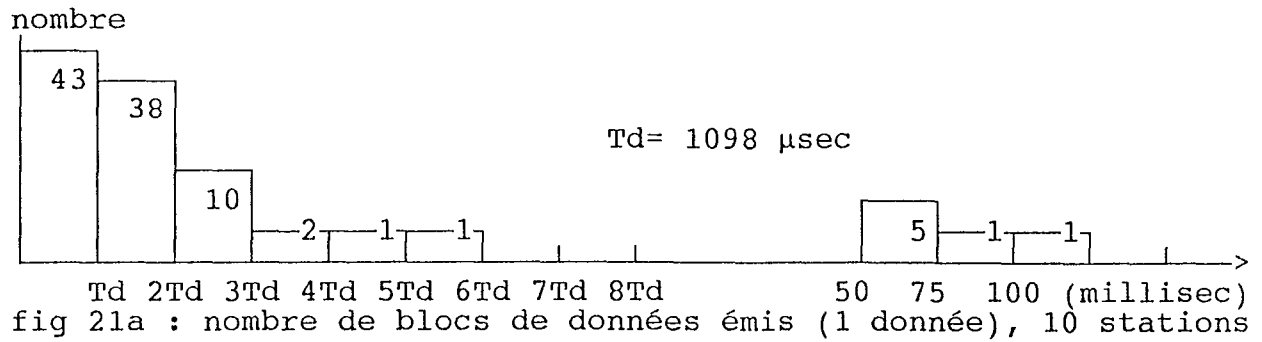 nombre
43
38
Td= 1098 µsec
10
2 1 1 5 1 1
Td 2Td 3Td 4Td 5Td 6Td 7Td 8Td 50 75 100 (millisec)
fig 21a : nombre de blocs de données émis (1 donnée), 10 stations